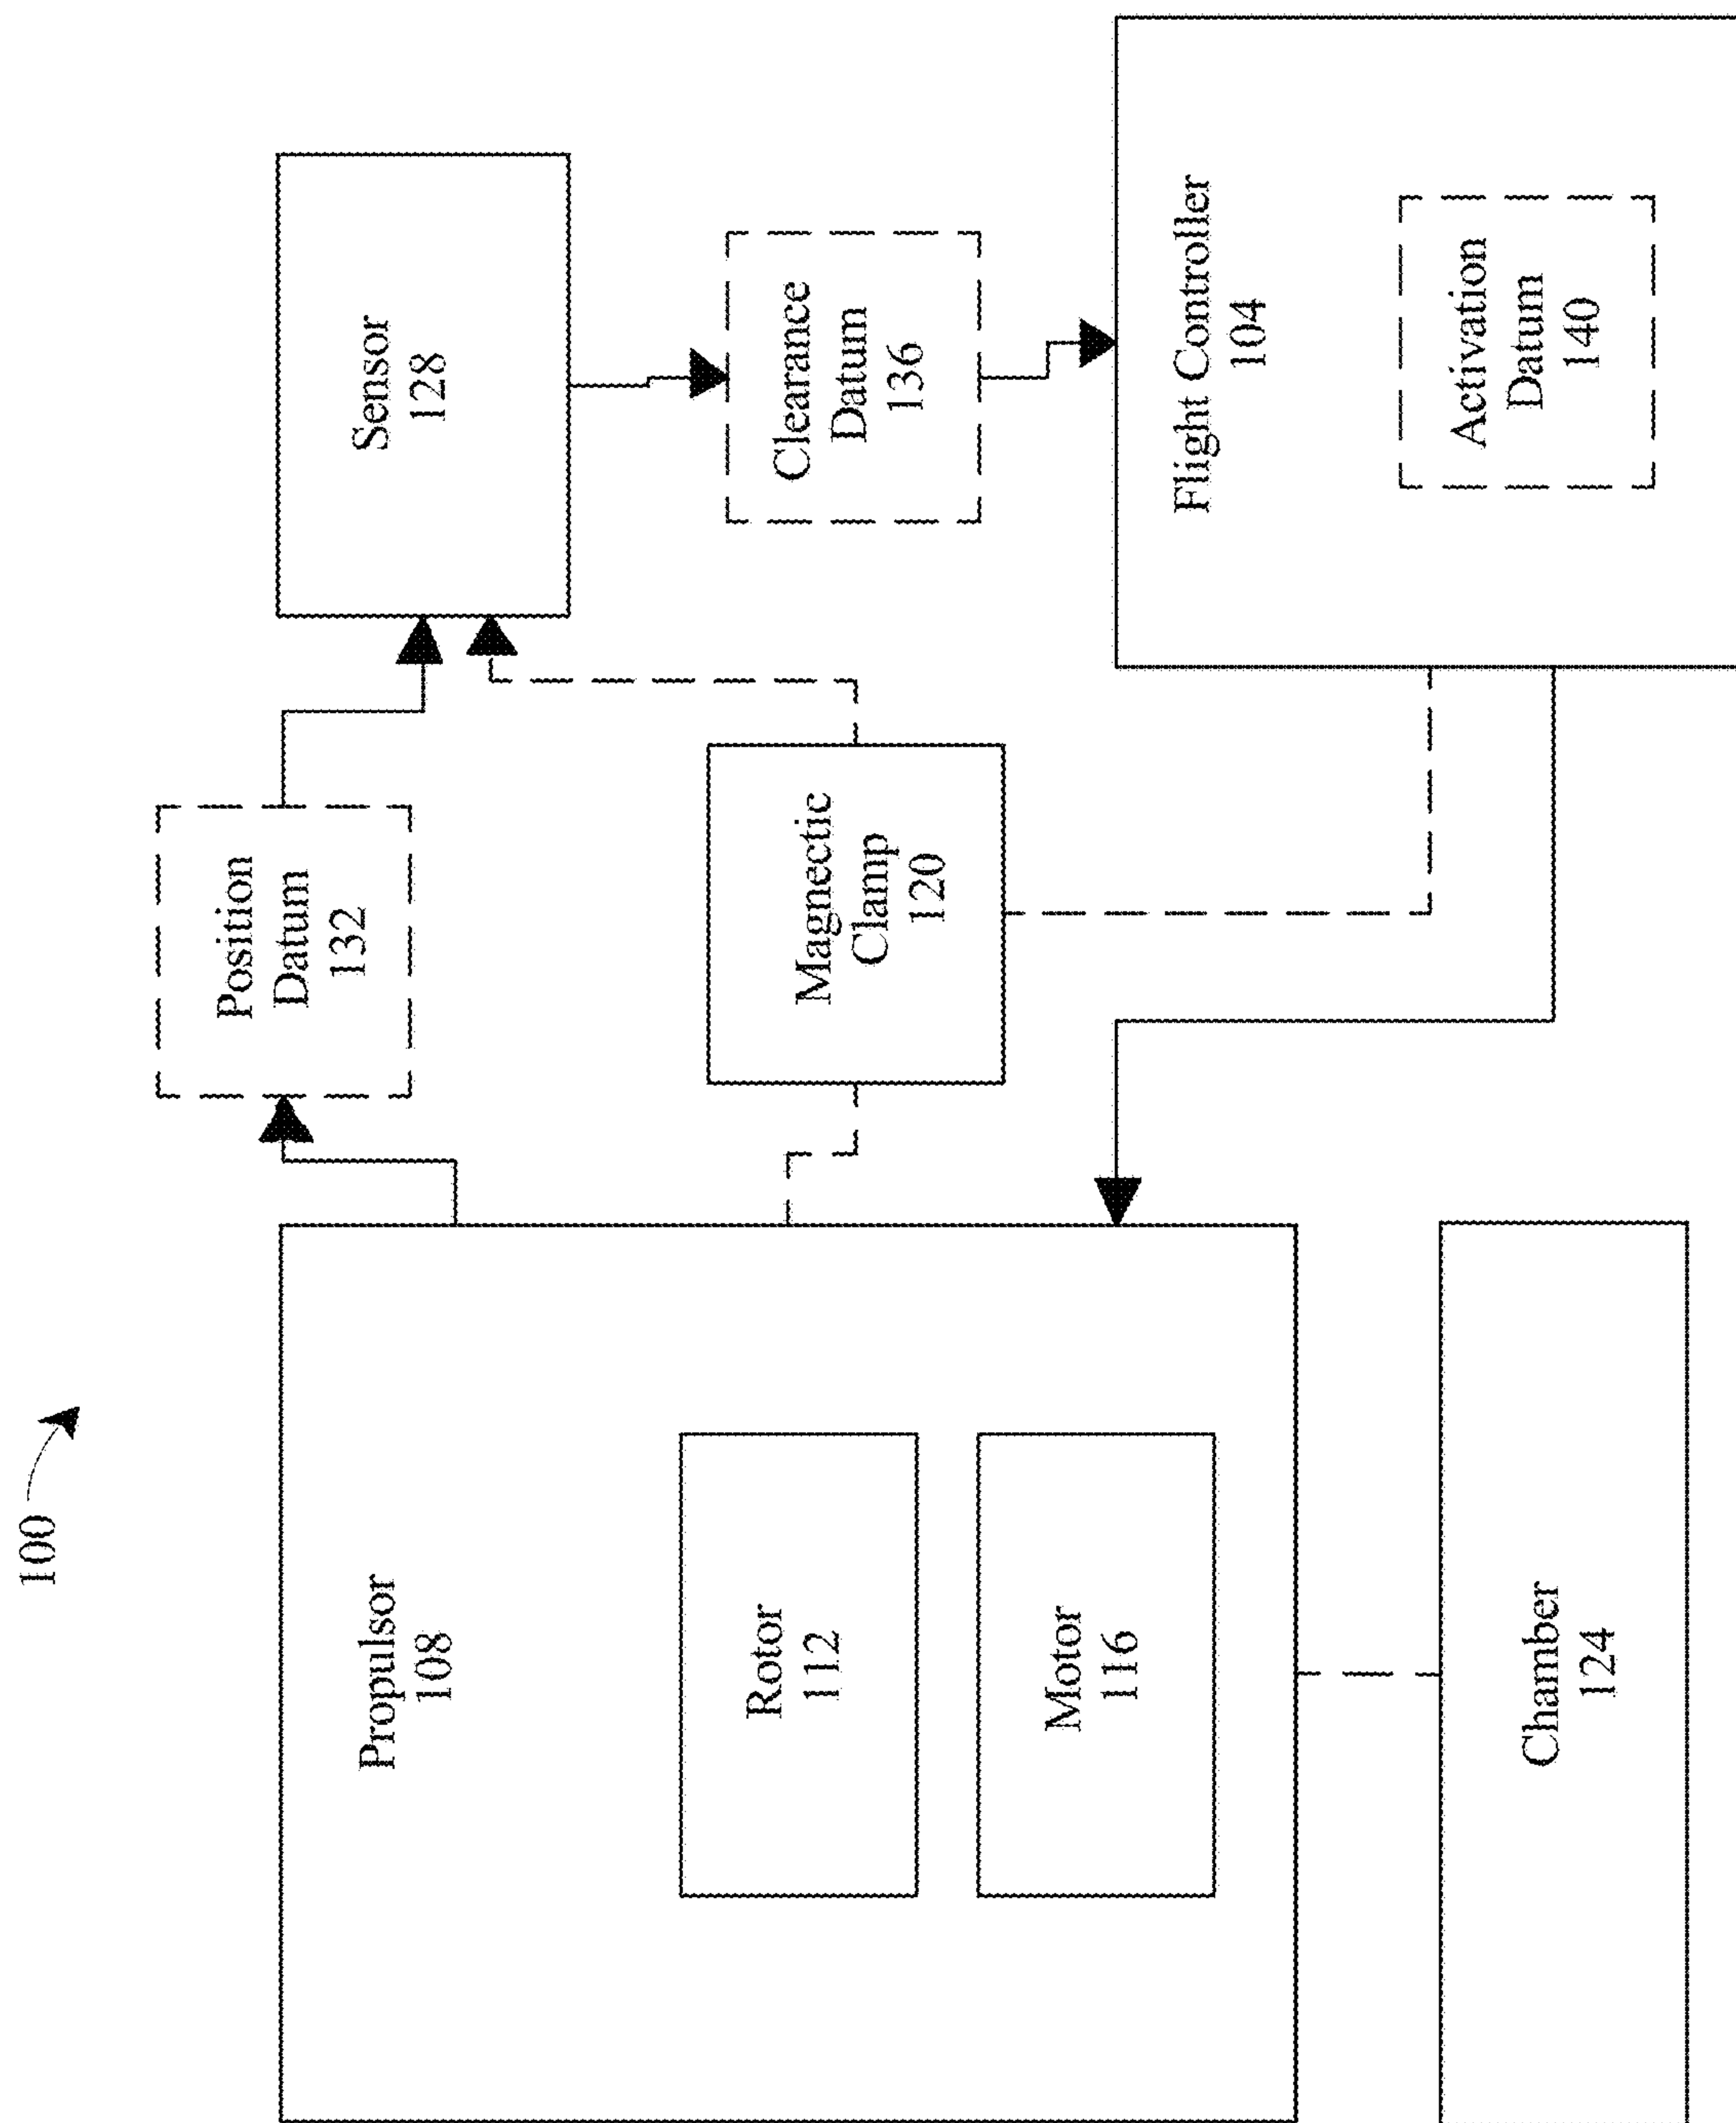 100
Propulsor
108
Rotor
112
Motor
116
Chamber
124
Position
Datum
132
Magnectic
Clamp
120
Sensor
128
Clearance
Datum
136
Flight Controller
104
Activation
Datum
140